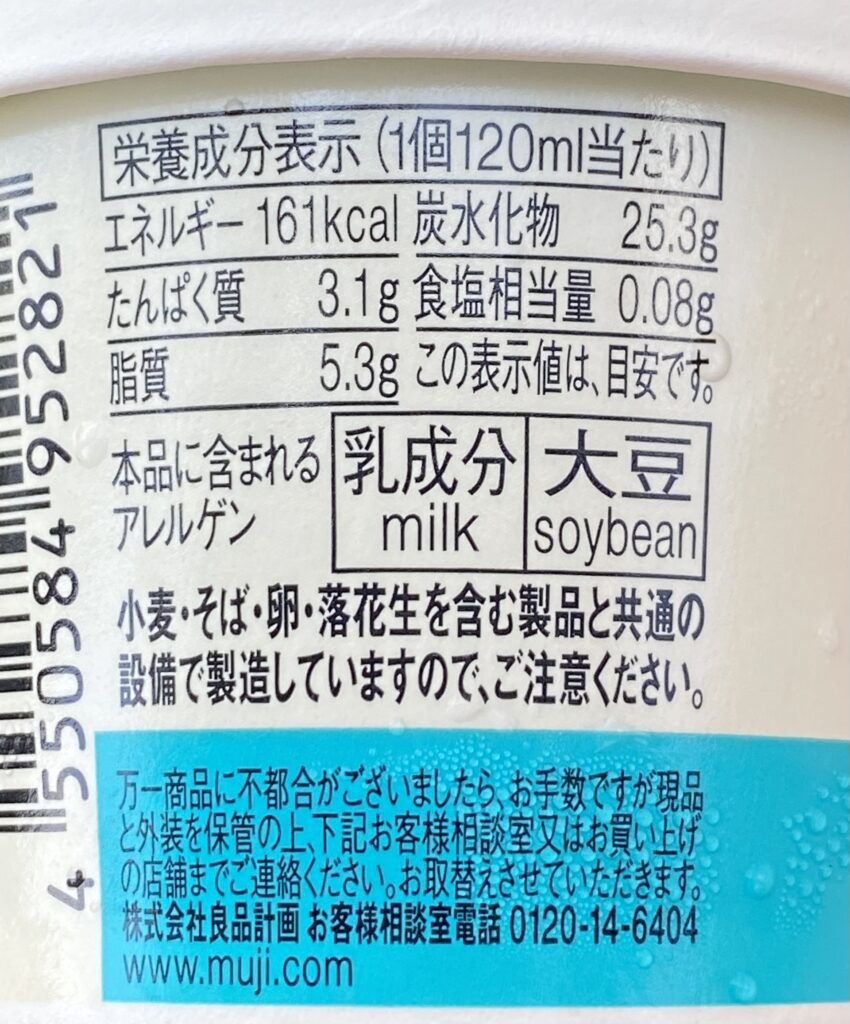 栄養成分表示(1個120ml当たり)
エネルギー 161kcal 炭水化物 25.3g
たんぱく質 3.1g 食塩相当量 0.08g
脂質 5.3g この表示値は、目安です。
本品に含まれる
アレルゲン
乳成分 大豆
milk soybean
小麦・そば・卵・落花生を含む製品と共通の
設備で製造していますので、ご注意ください。
万一商品に不都合がございましたら、お手数ですが現品
と外装を保管の上、下記お客様相談室又はお買い上げ
の店舗までご連絡ください。お取替えさせていただきます。
株式会社良品計画 お客様相談室電話 0120-14-6404
www.muji.com
4 550584 952821